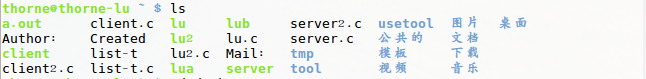 thorne@thorne-lu ~ $ ls
a.out client.c lu lub server2.c usetool 图片 桌面
Author: Created lu2 lu.c server.c 公共的 文档
client list-t lu2.c Mail: tmp 模板 下载
client2.c list-t.c lua server tool 视频 音乐